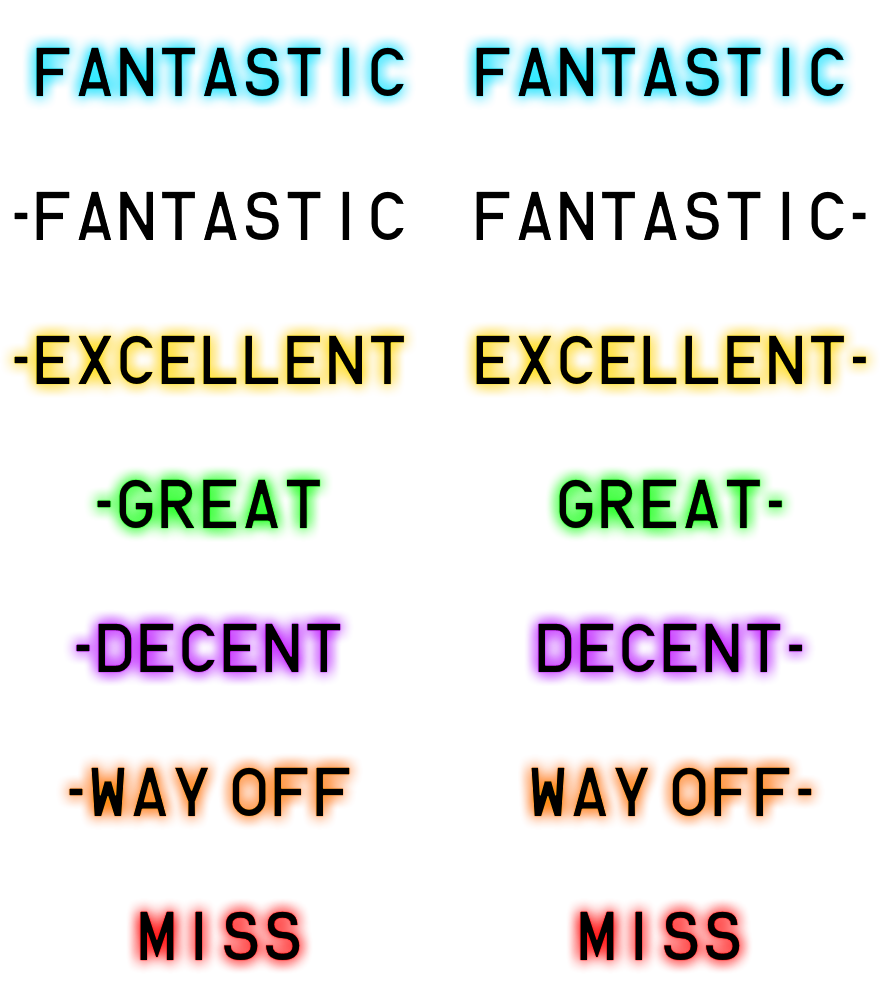 FANTASTIC FANTASTIC
-FANTASTIC FANTASTIC-
-EXCELLENT EXCELLENT-
-GREAT GREAT-
-DECENT DECENT-
-WAY OFF WAY OFF-
MISS MISS